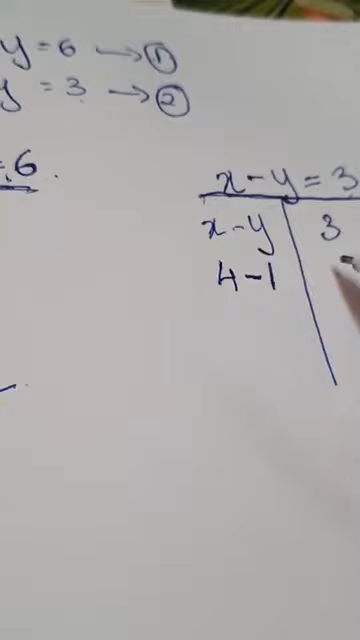 y = 6 → ①
y = 3 → ②
= 6.
x - y = 3
x - y 3
4 - 1